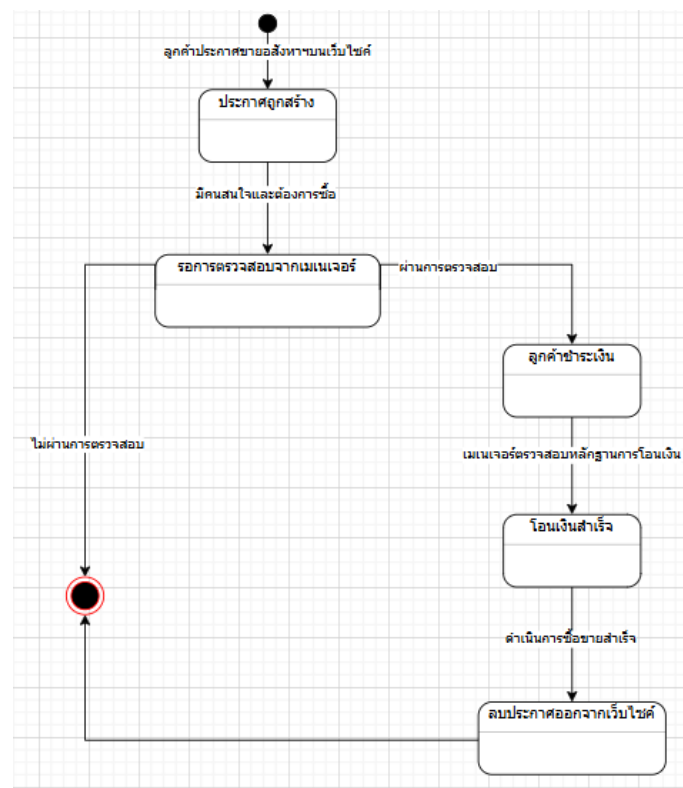 ลูกค้าประกาศขายอสังหาฯบนเว็บไซค์
ประกาศถูกสร้าง
มีคนสนใจและต้องการซื้อ
รอการตรวจสอบจากเมเนเจอร์
ผ่านการตรวจสอบ
ลูกค้าชำระเงิน
ไม่ผ่านการตรวจสอบ
เมเนเจอร์ตรวจสอบหลักฐานการโอนเงิน
โอนเงินสำเร็จ
ดำเนินการซื้อขายสำเร็จ
ลบประกาศออกจากเว็บไซค์